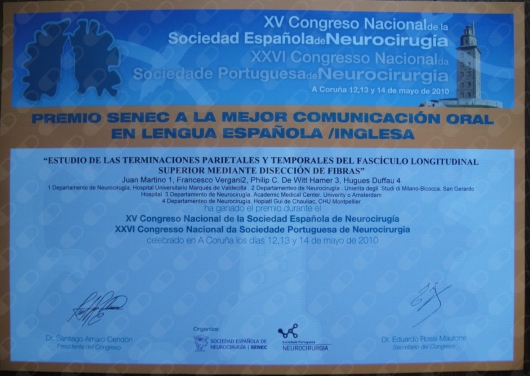 XV Congreso Nacional de la
Sociedad Española de Neurocirugía
XXVI Congresso Nacional da
Sociedade Portuguesa de Neurocirurgia
A Coruña 12,13 y 14 de mayo de 2010
PREMIO SENEC A LA MEJOR COMUNICACIÓN ORAL
EN LENGUA ESPAÑOLA /INGLESA
"ESTUDIO DE LAS TERMINACIONES PARIETALES Y TEMPORALES DEL FASCÍCULO LONGITUDINAL
SUPERIOR MEDIANTE DISECCIÓN DE FIBRAS"
Juan Martino 1, Francesco Vergani2, Philip C. De Witt Hamer 3, Hugues Duffau 4
1 Departamento de Neurocirugía, Hospital Universitario Marqués de Valdecilla 2 Departamento de Neurocirugía Universita degli Studi di Milano-Bicocca. San Gerardo
Hospital 3 Departamento de Neurocirugía. Academic Medical Center. Univerity o Amsterdam
4 Departamento de Neurocirugía. Hopiatl Gui de Chauliac, CHU Montpellier
ha ganado el premio durante el
XV Congreso Nacional de la Sociedad Española de Neurocirugía
XXVI Congresso Nacional da Sociedade Portuguesa de Neurocirurgia
celebrado en A Coruña los días 12,13 y 14 de mayo de 2010
Organiza:
Dr. Santiago Amaro Cendón
Presidente del Congreso
SOCIEDAD ESPAÑOLA DE
NEUROCIRUGÍA | SENEC
Sociedade Portuguesa
NEUROCIRURGIA
Dr. Eduardo Rosas Mautone
Secretario del Congreso